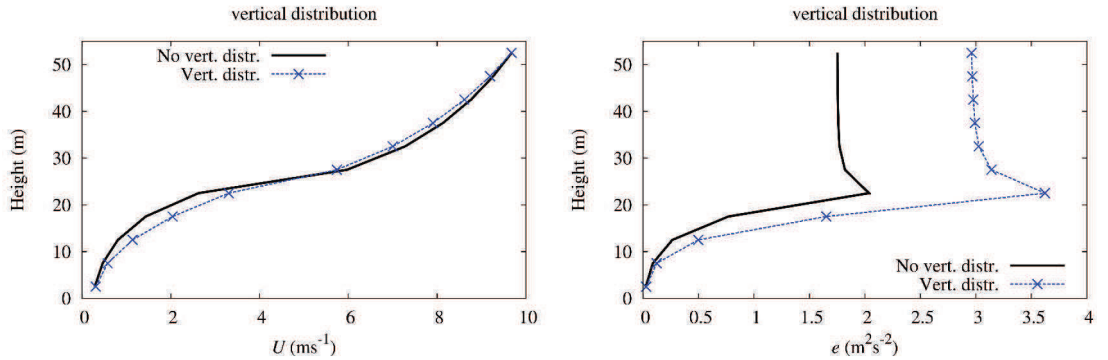 vertical distribution
No vert. distr.
Vert. distr.
Height (m)
50
40
30
20
10
0
0 2 4 6 8 10
U (ms-1)
vertical distribution
Height (m)
50
40
30
20
10
0
No vert. distr.
Vert. distr.
0 0.5 1 1.5 2 2.5 3 3.5 4
e (m2s-2)